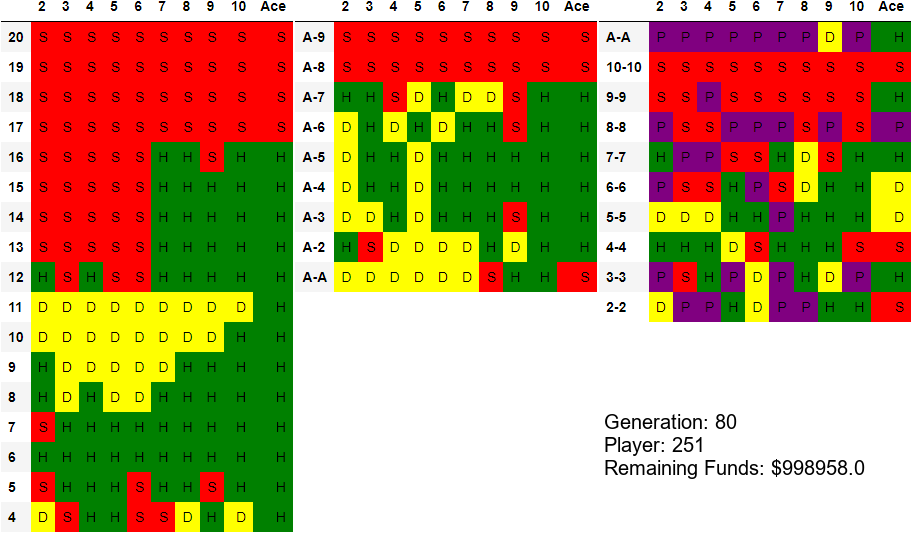 2 3 4 5 6 7 8 9 10 Ace 2 3 4 5 6 7 8 9 10 Ace 2 3 4 5 6 7 8 9 10 Ace
20 S S S S S S S S S S A-9 S S S S S S S S S S A-A P P P P P P P D P H
19 S S S S S S S S S S A-8 S S S S S S S S S S 10-10 S S S S S S S S S S
18 S S S S S S S S S S A-7 H H S D H D D S H H 9-9 S S P S S S S S S H
17 S S S S S S S S S S A-6 D H D H D H H S H H 8-8 P S S P P P S P S P
16 S S S S S H H S H H A-5 D H H D H H H H H H 7-7 H P P S S H D S H H
15 S S S S S H H H H H A-4 D H H D H H H H H H 6-6 P S S H P S D H H D
14 S S S S S H H H H H A-3 D D H D H H H S H H 5-5 D D D H H P H H H D
13 S S S S S H H H H H A-2 H S D D D D H D H H 4-4 H H H D S H H H S S
12 H S H S S H H H H H A-A D D D D D D S H H S 3-3 P S H P D P H D P H
11 D D D D D D D D D H 2-2 D P P H D P P H H S
10 D D D D D D D D H H
9 H D D D D D H H H H
8 H D H D D H H H H H
7 S H H H H H H H H H
6 H H H H H H H H H H
5 S H H H S H H S H H
4 D S H H S S D H D H
Generation: 80
Player: 251
Remaining Funds: $998958.0